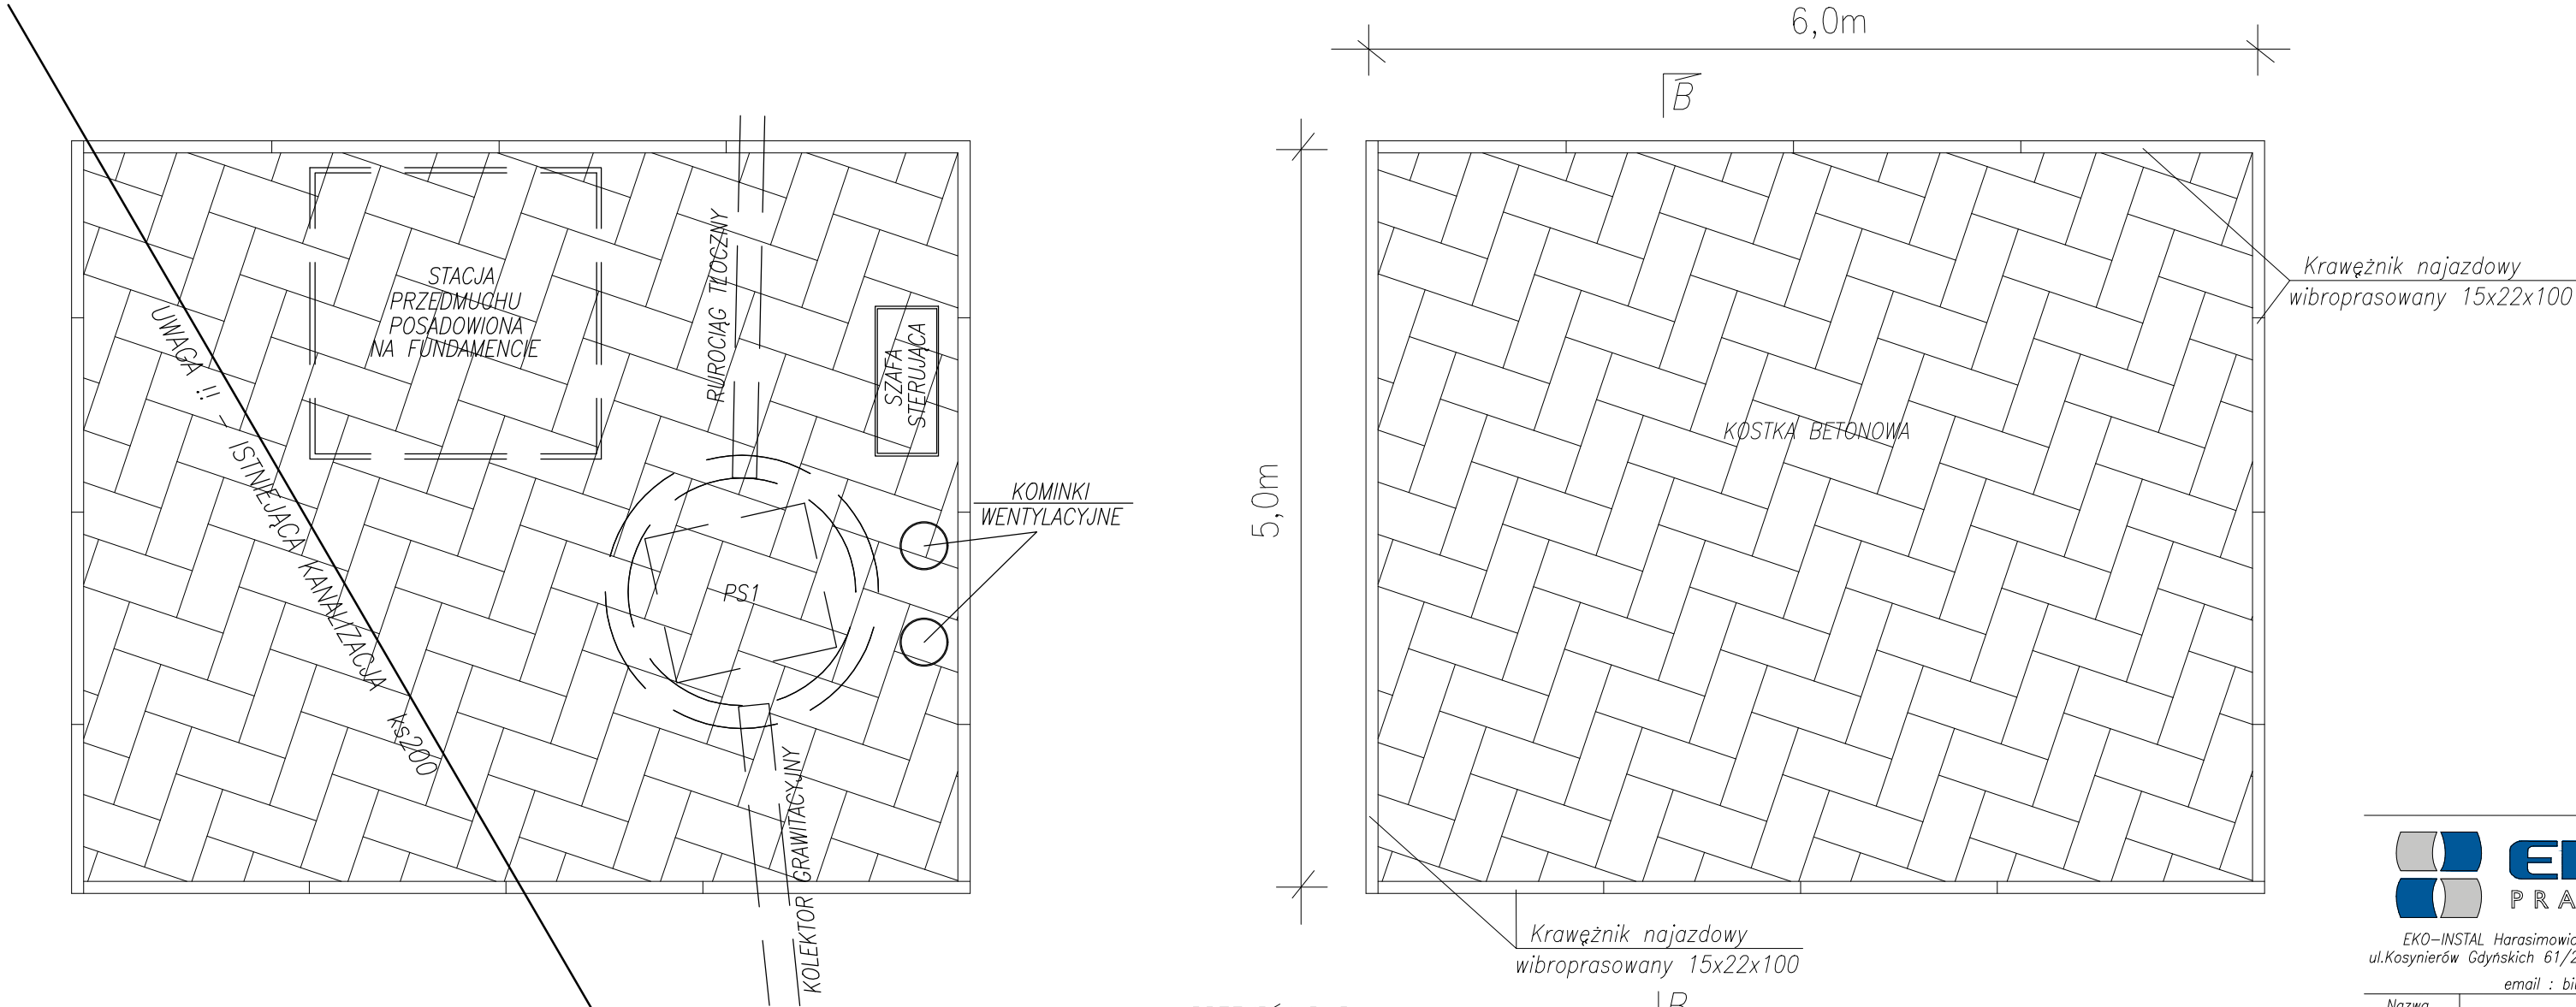 6,0m
B
STACJA
PRZEDMUCHU
POSADOWIONA
NA FUNDAMENCIE
RUROCIĄG TŁOCZNY
SZAFA
STERUJĄCA
UWAGA !! - ISTNIEJĄCA KANALIZACJA ks200
KOMINKI
WENTYLACYJNE
PS1
KOLEKTOR GRAWITACYJNY
5,0m
KOSTKA BETONOWA
Krawężnik najazdowy
wibroprasowany 15x22x100
Krawężnik najazdowy
wibroprasowany 15x22x100
B
PRA
EKO-INSTAL
ul.Kosynierów Gdyńskich 61/2
email :
Nazwa